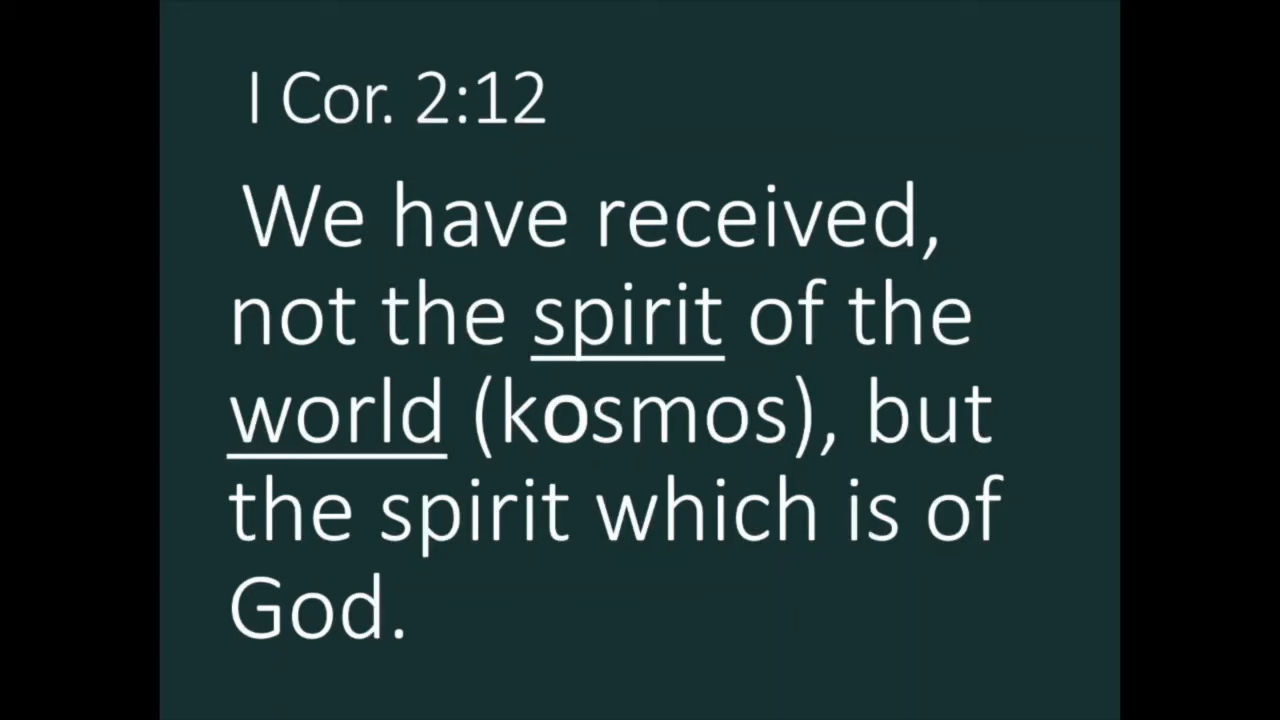 I Cor. 2:12
We have received,
not the spirit of the
world (kosmos), but
the spirit which is of
God.